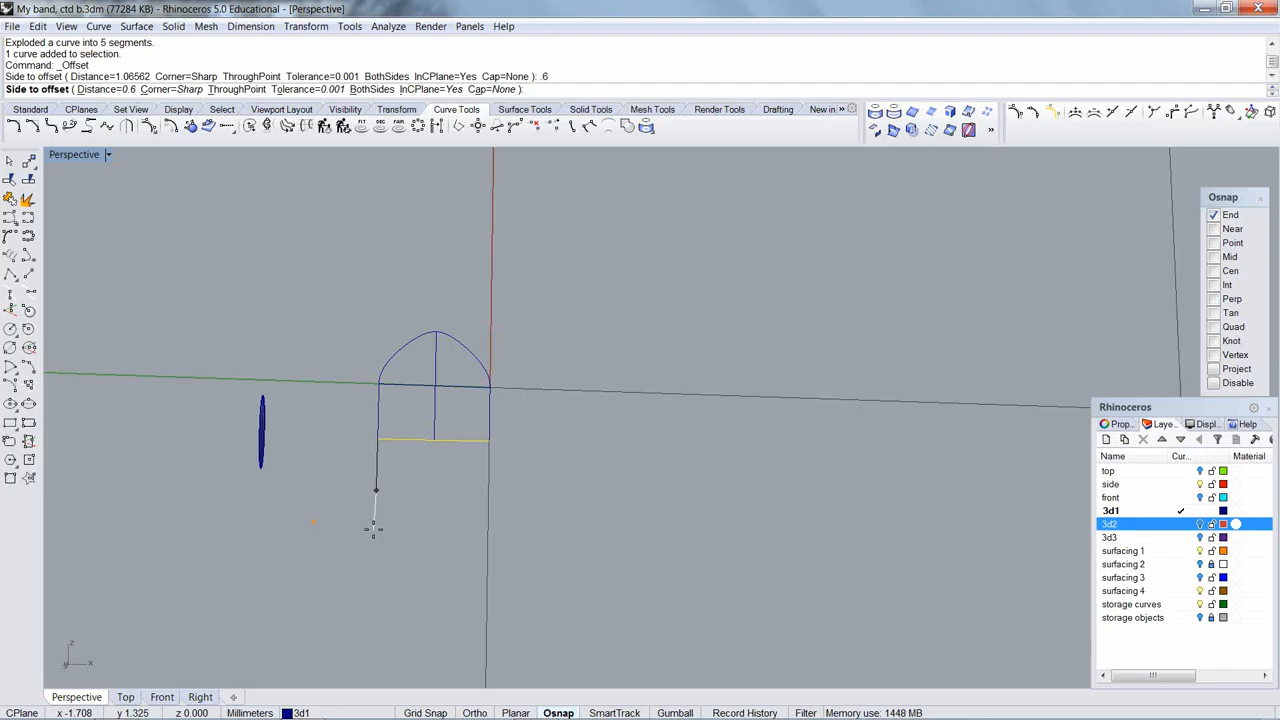 My band, ctd b.3dm (77284 KB) - Rhinoceros 5.0 Educational - [Perspective]
File Edit View Curve Surface Solid Mesh Dimension Transform Tools Analyze Render Panels Help
Exploded a curve into 5 segments.
1 curve added to selection.
Command: _Offset
Side to offset ( Distance=1.06562 Corner=Sharp ThroughPoint Tolerance=0.001 BothSides InCPlane=Yes Cap=None ): .6
Side to offset ( Distance=0.6 Corner=Sharp ThroughPoint Tolerance=0.001 BothSides InCPlane=Yes Cap=None ):
Standard CPlanes Set View Display Select Viewport Layout Visibility Transform Curve Tools Surface Tools Solid Tools Mesh Tools Render Tools Drafting New in
Perspective
Osnap
End
Near
Point
Mid
Cen
Int
Perp
Tan
Quad
Knot
Vertex
Project
Disable
Rhinoceros
Prop... Laye... Displ... Help
Name Cur... Material
top
side
front
3d1
3d2
3d3
surfacing 1
surfacing 2
surfacing 3
surfacing 4
storage curves
storage objects
z
y x
Perspective Top Front Right
CPlane x -1.708 y 1.325 z 0.000 Millimeters 3d1 Grid Snap Ortho Planar Osnap SmartTrack Gumball Record History Filter Memory use: 1448 MB